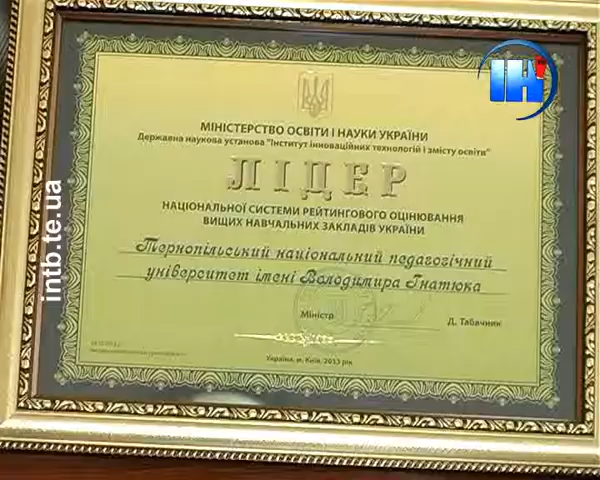 ІН
МІНІСТЕРСТВО ОСВІТИ І НАУКИ УКРАЇНИ
Державна наукова установа "Інститут інноваційних технологій і змісту освіти"
ЛІДЕР
НАЦІОНАЛЬНОЇ СИСТЕМИ РЕЙТИНГОВОГО ОЦІНЮВАННЯ
ВИЩИХ НАВЧАЛЬНИХ ЗАКЛАДІВ УКРАЇНИ
Тернопільський національний педагогічний
університет імені Володимира Гнатюка
Міністр
Д. Табачник
Україна, м. Київ, 2013 рік
intb.te.ua